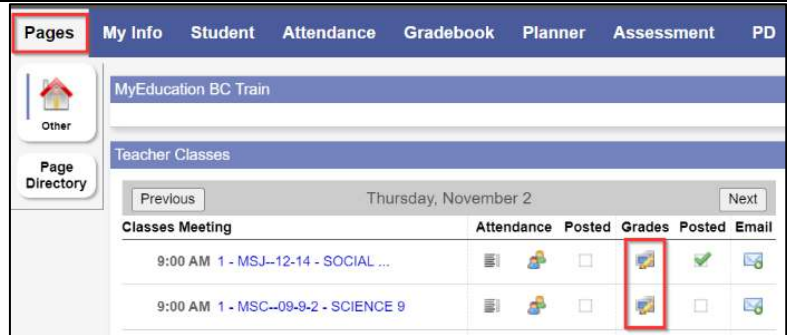 Pages My Info Student Attendance Gradebook Planner Assessment PD
Other
Page
Directory
MyEducation BC Train
Teacher Classes
Previous Thursday, November 2 Next
Classes Meeting Attendance Posted Grades Posted Email
9:00 AM 1 - MSJ--12-14 - SOCIAL ...
9:00 AM 1 - MSC--09-9-2 - SCIENCE 9